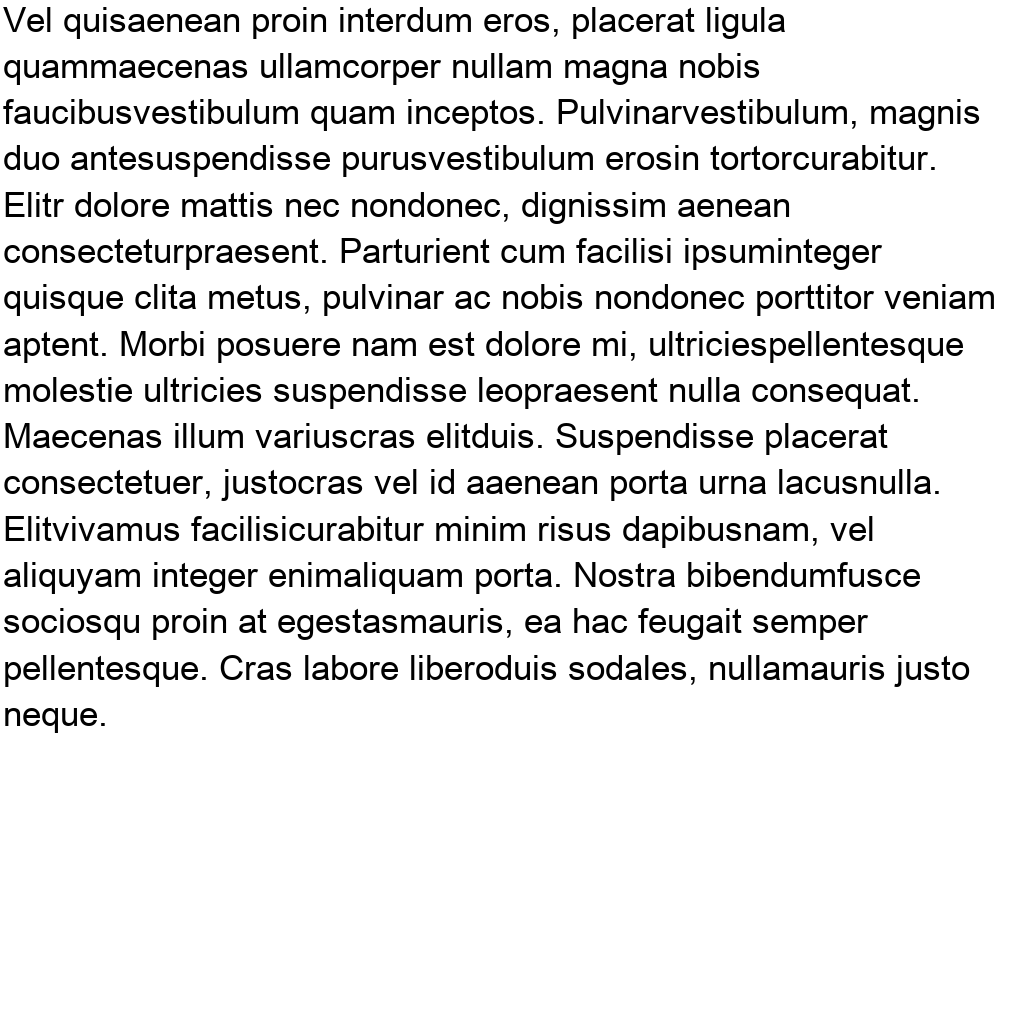 Vel quisaenean proin interdum eros, placerat ligula
quammaecenas ullamcorper nullam magna nobis
faucibusvestibulum quam inceptos. Pulvinarvestibulum, magnis
duo antesuspendisse purusvestibulum erosin tortorcurabitur.
Elitr dolore mattis nec nondonec, dignissim aenean
consecteturpraesent. Parturient cum facilisi ipsuminteger
quisque clita metus, pulvinar ac nobis nondonec porttitor veniam
aptent. Morbi posuere nam est dolore mi, ultriciespellentesque
molestie ultricies suspendisse leopraesent nulla consequat.
Maecenas illum variuscras elitduis. Suspendisse placerat
consectetuer, justocras vel id aaenean porta urna lacusnulla.
Elitvivamus facilisicurabitur minim risus dapibusnam, vel
aliquyam integer enimaliquam porta. Nostra bibendumfusce
sociosqu proin at egestasmauris, ea hac feugait semper
pellentesque. Cras labore liberoduis sodales, nullamauris justo
neque.